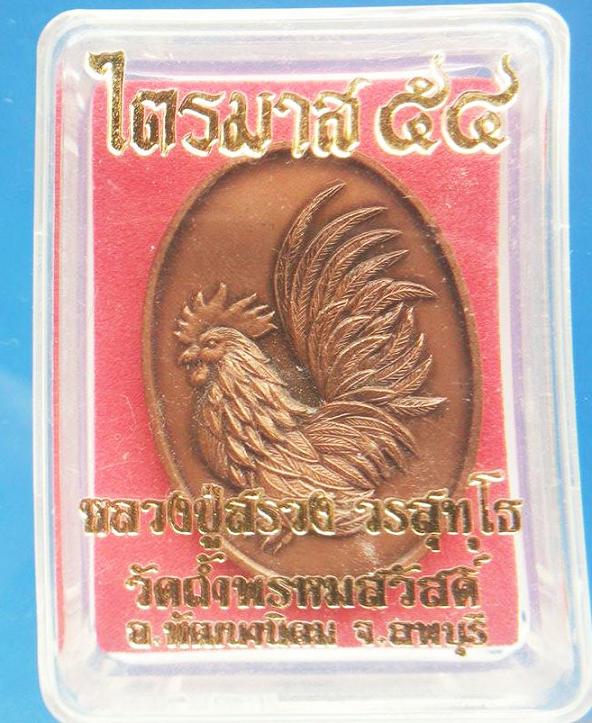 ไตรมาส ๕๔
หลวงปู่สรวง วรสุทฺโธ
วัดถ้ำพรหมสวัสดิ์
อ.พัฒนานิคม จ.ลพบุรี